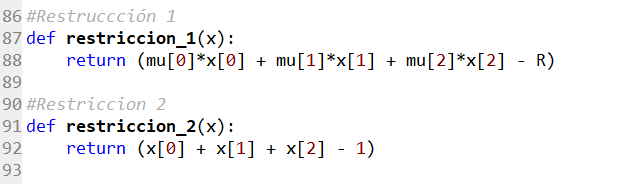 86 #Restruccción 1
87 def restriccion_1(x):
88     return (mu[0]*x[0] + mu[1]*x[1] + mu[2]*x[2] - R)
89
90 #Restriccion 2
91 def restriccion_2(x):
92     return (x[0] + x[1] + x[2] - 1)
93